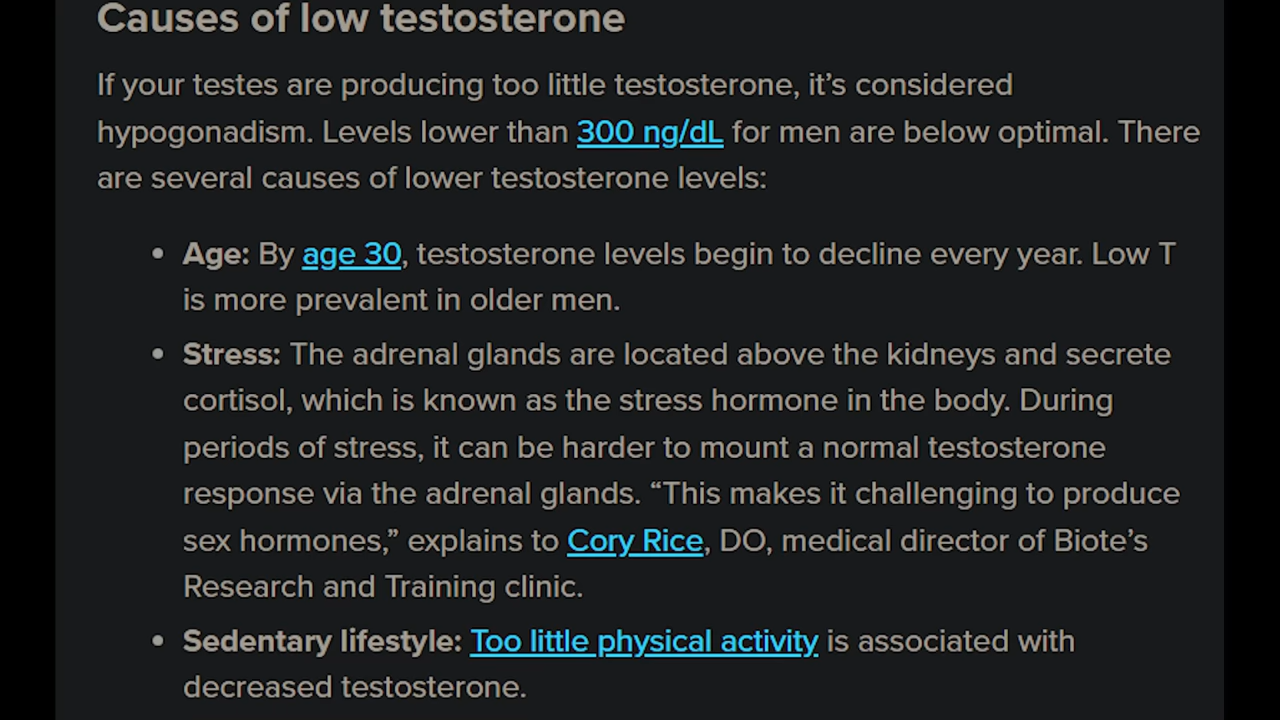 Causes of low testosterone
If your testes are producing too little testosterone, it’s considered
hypogonadism. Levels lower than 300 ng/dL for men are below optimal. There
are several causes of lower testosterone levels:
• Age: By age 30, testosterone levels begin to decline every year. Low T
is more prevalent in older men.
• Stress: The adrenal glands are located above the kidneys and secrete
cortisol, which is known as the stress hormone in the body. During
periods of stress, it can be harder to mount a normal testosterone
response via the adrenal glands. “This makes it challenging to produce
sex hormones,” explains to Cory Rice, DO, medical director of Biote’s
Research and Training clinic.
• Sedentary lifestyle: Too little physical activity is associated with
decreased testosterone.